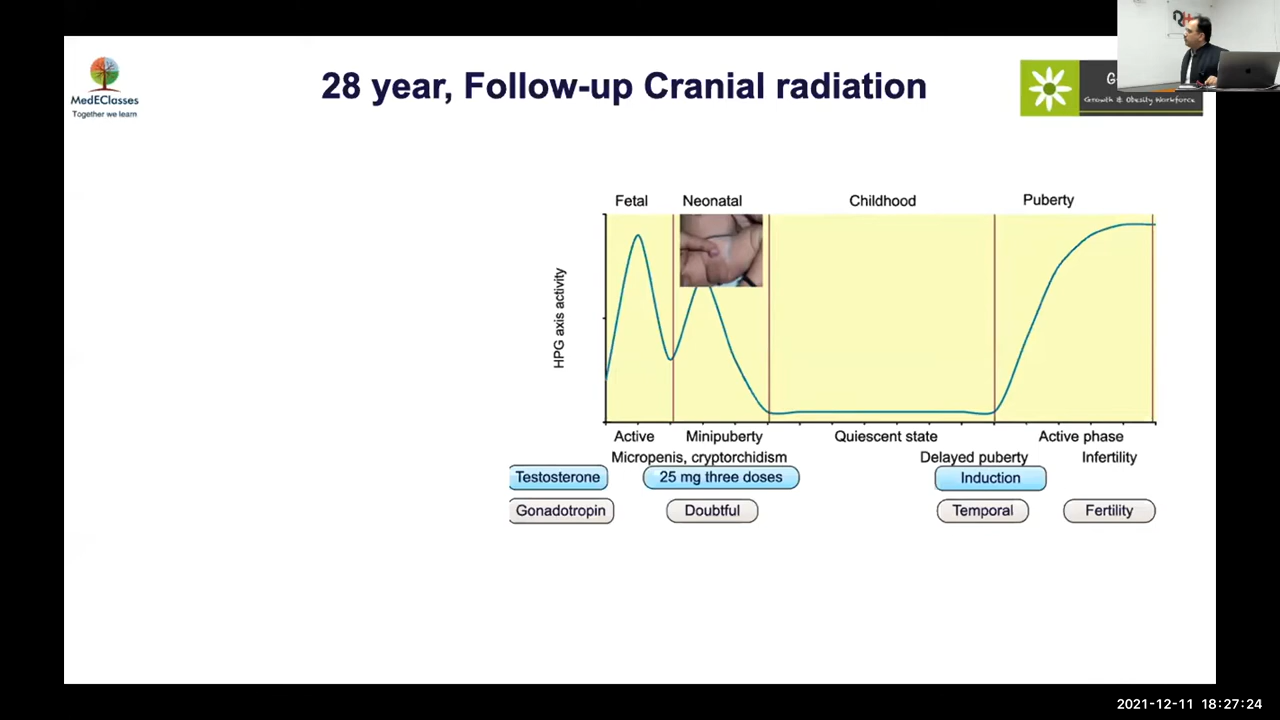 28 year, Follow-up Cranial radiation
MedEClasses
Together we learn
G
Growth & Obesity Workforce
Fetal Neonatal Childhood Puberty
HPG axis activity
Active Minipuberty Quiescent state Active phase
Micropenis, cryptorchidism Delayed puberty Infertility
Testosterone 25 mg three doses Induction
Gonadotropin Doubtful Temporal Fertility
2021-12-11 18:27:24